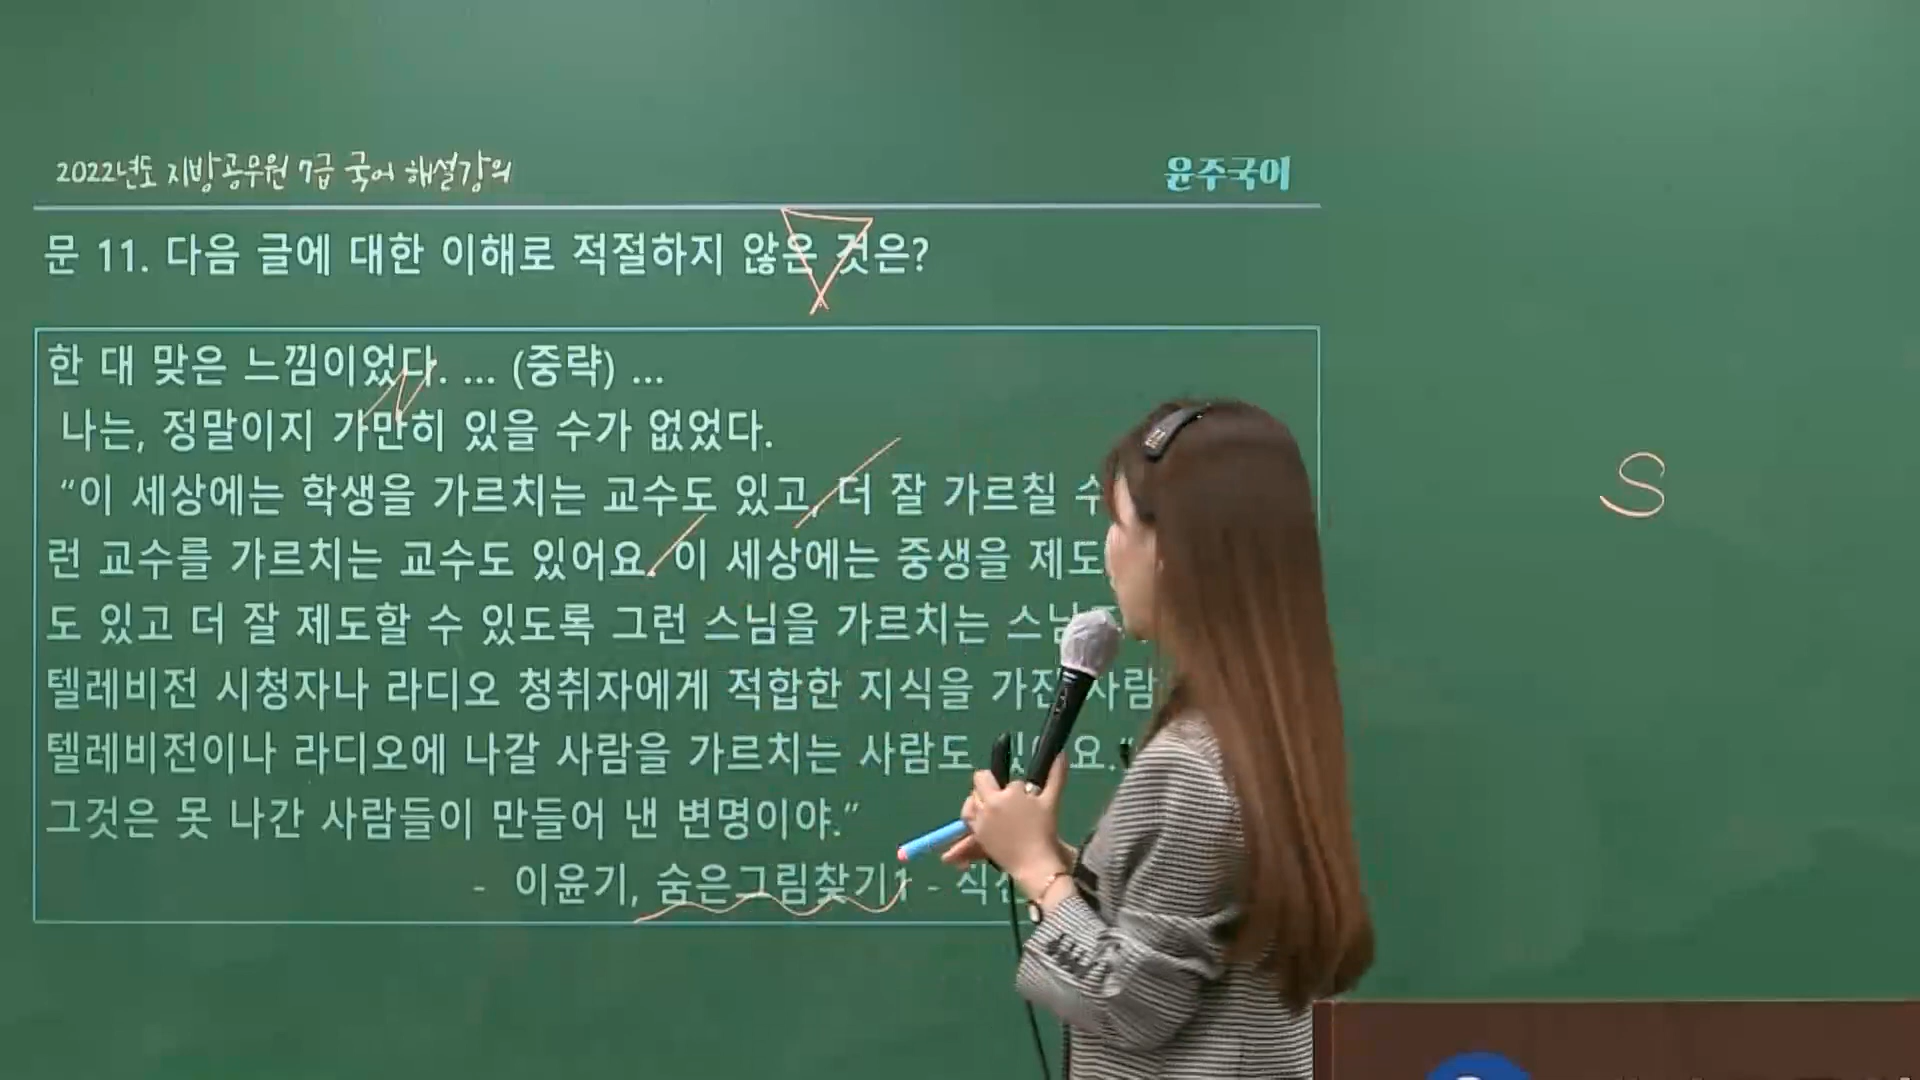 2022년도 지방공무원 7급 국어 해설강의
윤주국어
문 11. 다음 글에 대한 이해로 적절하지 않은 것은?
한 대 맞은 느낌이었다. ... (중략) ...
나는, 정말이지 가만히 있을 수가 없었다.
“이 세상에는 학생을 가르치는 교수도 있고, 더 잘 가르칠 수
런 교수를 가르치는 교수도 있어요. 이 세상에는 중생을 제도
도 있고 더 잘 제도할 수 있도록 그런 스님을 가르치는
텔레비전 시청자나 라디오 청취자에게 적합한 지식을 가진 사람
텔레비전이나 라디오에 나갈 사람을 가르치는 사람도 있어요.”
그것은 못 나간 사람들이 만들어 낸 변명이야.”
- 이윤기, 숨은그림찾기1 -
S